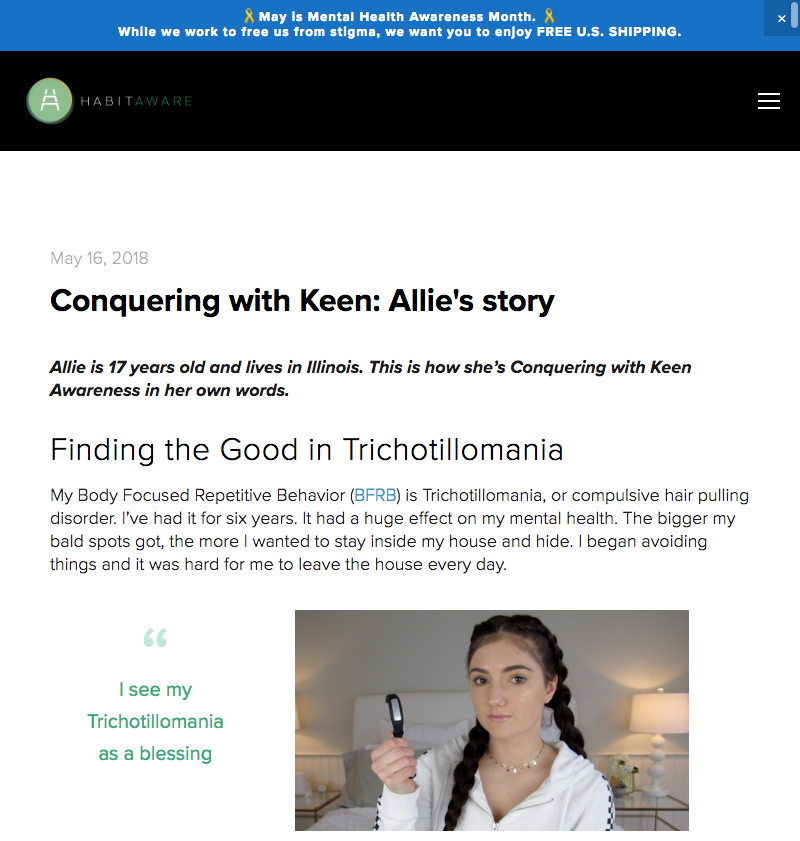 May is Mental Health Awareness Month.
While we work to free us from stigma, we want you to enjoy FREE U.S. SHIPPING.
×
HABITAWARE
May 16, 2018
Conquering with Keen: Allie's story
Allie is 17 years old and lives in Illinois. This is how she’s Conquering with Keen
Awareness in her own words.
Finding the Good in Trichotillomania
My Body Focused Repetitive Behavior (BFRB) is Trichotillomania, or compulsive hair pulling
disorder. I’ve had it for six years. It had a huge effect on my mental health. The bigger my
bald spots got, the more I wanted to stay inside my house and hide. I began avoiding
things and it was hard for me to leave the house every day.
“
I see my
Trichotillomania
as a blessing